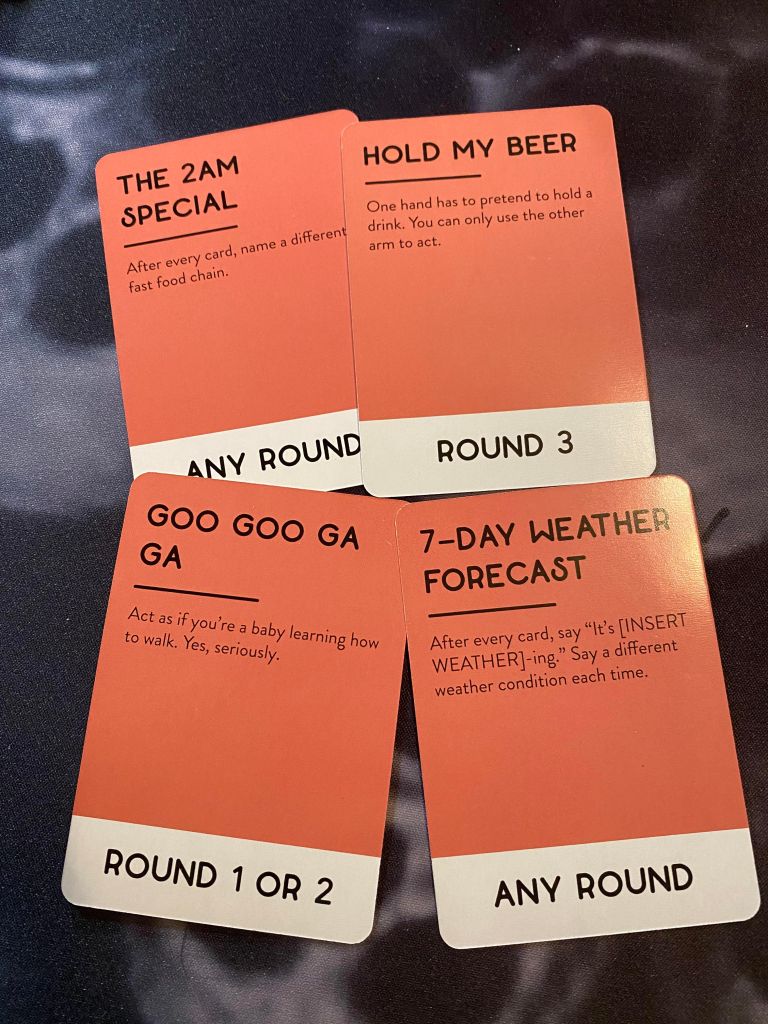 THE 2AM
SPECIAL
After every card, name a different
fast food chain.
ANY ROUND
HOLD MY BEER
One hand has to pretend to hold a
drink. You can only use the other
arm to act.
ROUND 3
GOO GOO GA
GA
Act as if you're a baby learning how
to walk. Yes, seriously.
ROUND 1 OR 2
7-DAY WEATHER
FORECAST
After every card, say "It's [INSERT
WEATHER]-ing." Say a different
weather condition each time.
ANY ROUND